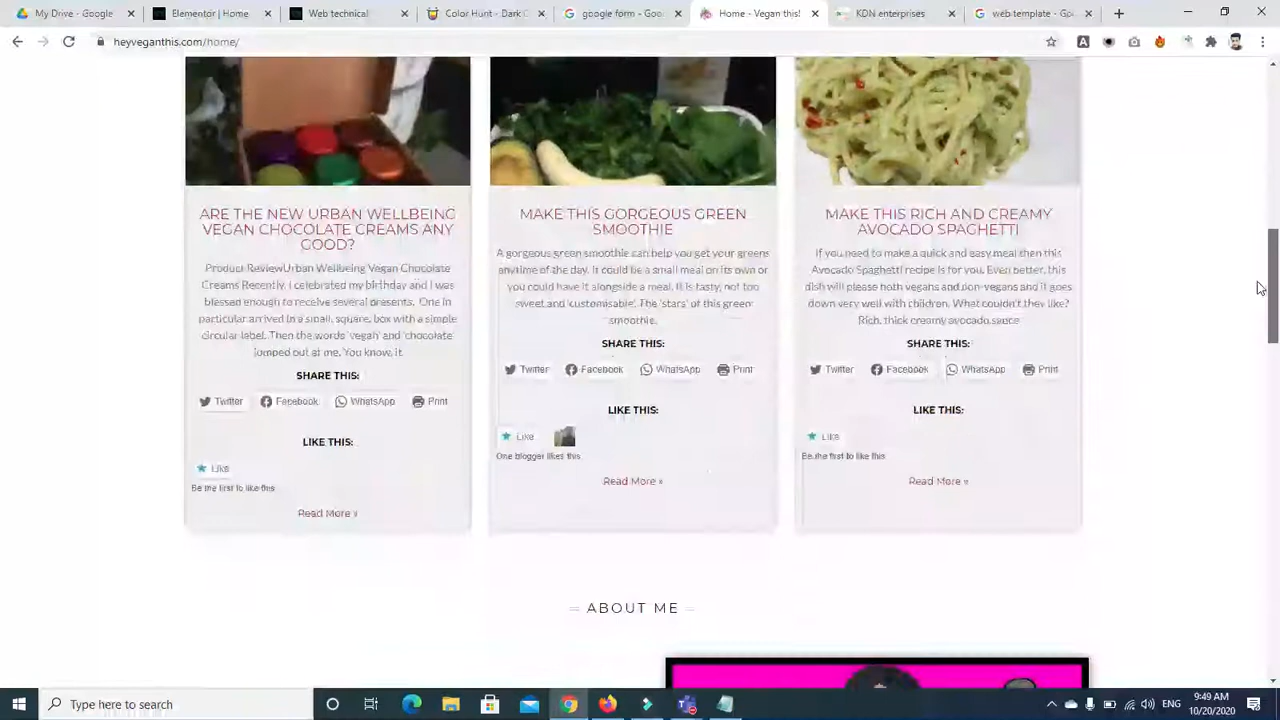 My Drive - Google
Elementor | Home
Web technical
Color Hunt - Dark C
google form - Goo
Home - Vegan this!
KDN enterprises
web template - Goo
heyveganthis.com/home/
ARE THE NEW URBAN WELLBEING
VEGAN CHOCOLATE CREAMS ANY
GOOD?
Product ReviewUrban Wellbeing Vegan Chocolate
Creams Recently, I celebrated my birthday and I was
blessed enough to receive several presents. One in
particular arrived in a small, square, box with a simple
circular label. Then the words 'vegan' and 'chocolate'
jumped out at me. You know, it
SHARE THIS:
Twitter Facebook WhatsApp Print
LIKE THIS:
Like
Be the first to like this.
Read More »
MAKE THIS GORGEOUS GREEN
SMOOTHIE
A gorgeous green smoothie can help you get your greens
anytime of the day. It could be a small meal on its own or
you could have it alongside a meal. It is tasty, not too
sweet and 'customisable'. The 'stars' of this green
smoothie.
SHARE THIS:
Twitter Facebook WhatsApp Print
LIKE THIS:
Like
One blogger likes this.
Read More »
MAKE THIS RICH AND CREAMY
AVOCADO SPAGHETTI
If you need to make a quick and easy meal then this
Avocado Spaghetti recipe is for you. Even better, this
dish will please both vegans and non-vegans and it goes
down very well with children. What couldn't they like?
Rich, thick creamy avocado sauce
SHARE THIS:
Twitter Facebook WhatsApp Print
LIKE THIS:
Like
Be the first to like this.
Read More »
ABOUT ME
Type here to search
ENG
9:49 AM
10/20/2020